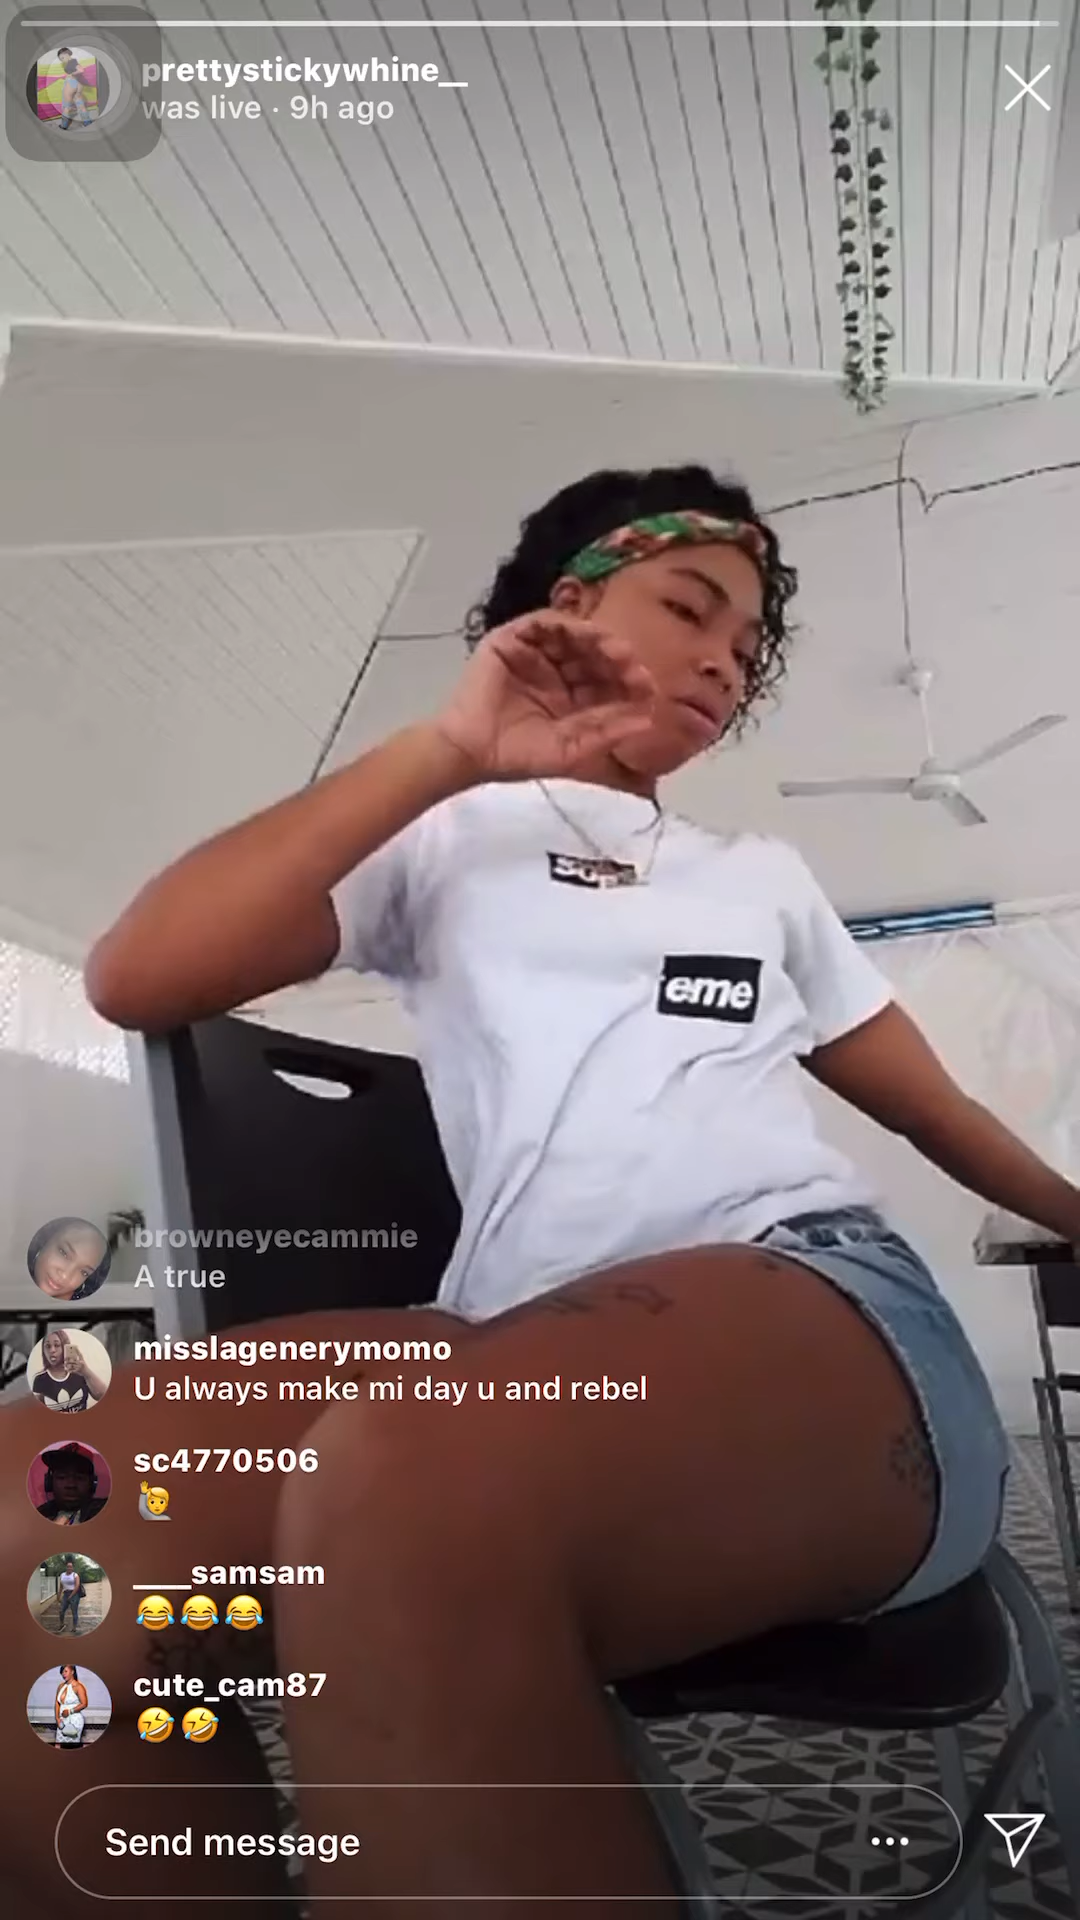 prettystickywhine__
was live · 9h ago
eme
browneyecammie
A true
misslagenerymomo
U always make mi day u and rebel
sc4770506
🙋‍♂️
___samsam
😂😂😂
cute_cam87
🤣🤣
Send message